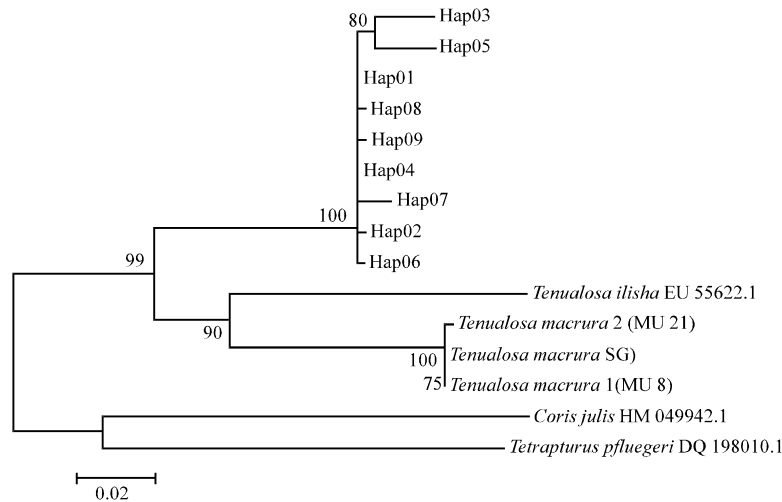 80
Hap03
Hap05
Hap01
Hap08
Hap09
Hap04
Hap07
100
Hap02
Hap06
99
Tenualosa ilisha EU 55622.1
90
Tenualosa macrura 2 (MU 21)
100
Tenualosa macrura SG)
75
Tenualosa macrura 1(MU 8)
Coris julis HM 049942.1
Tetrapturus pfluegeri DQ 198010.1
0.02